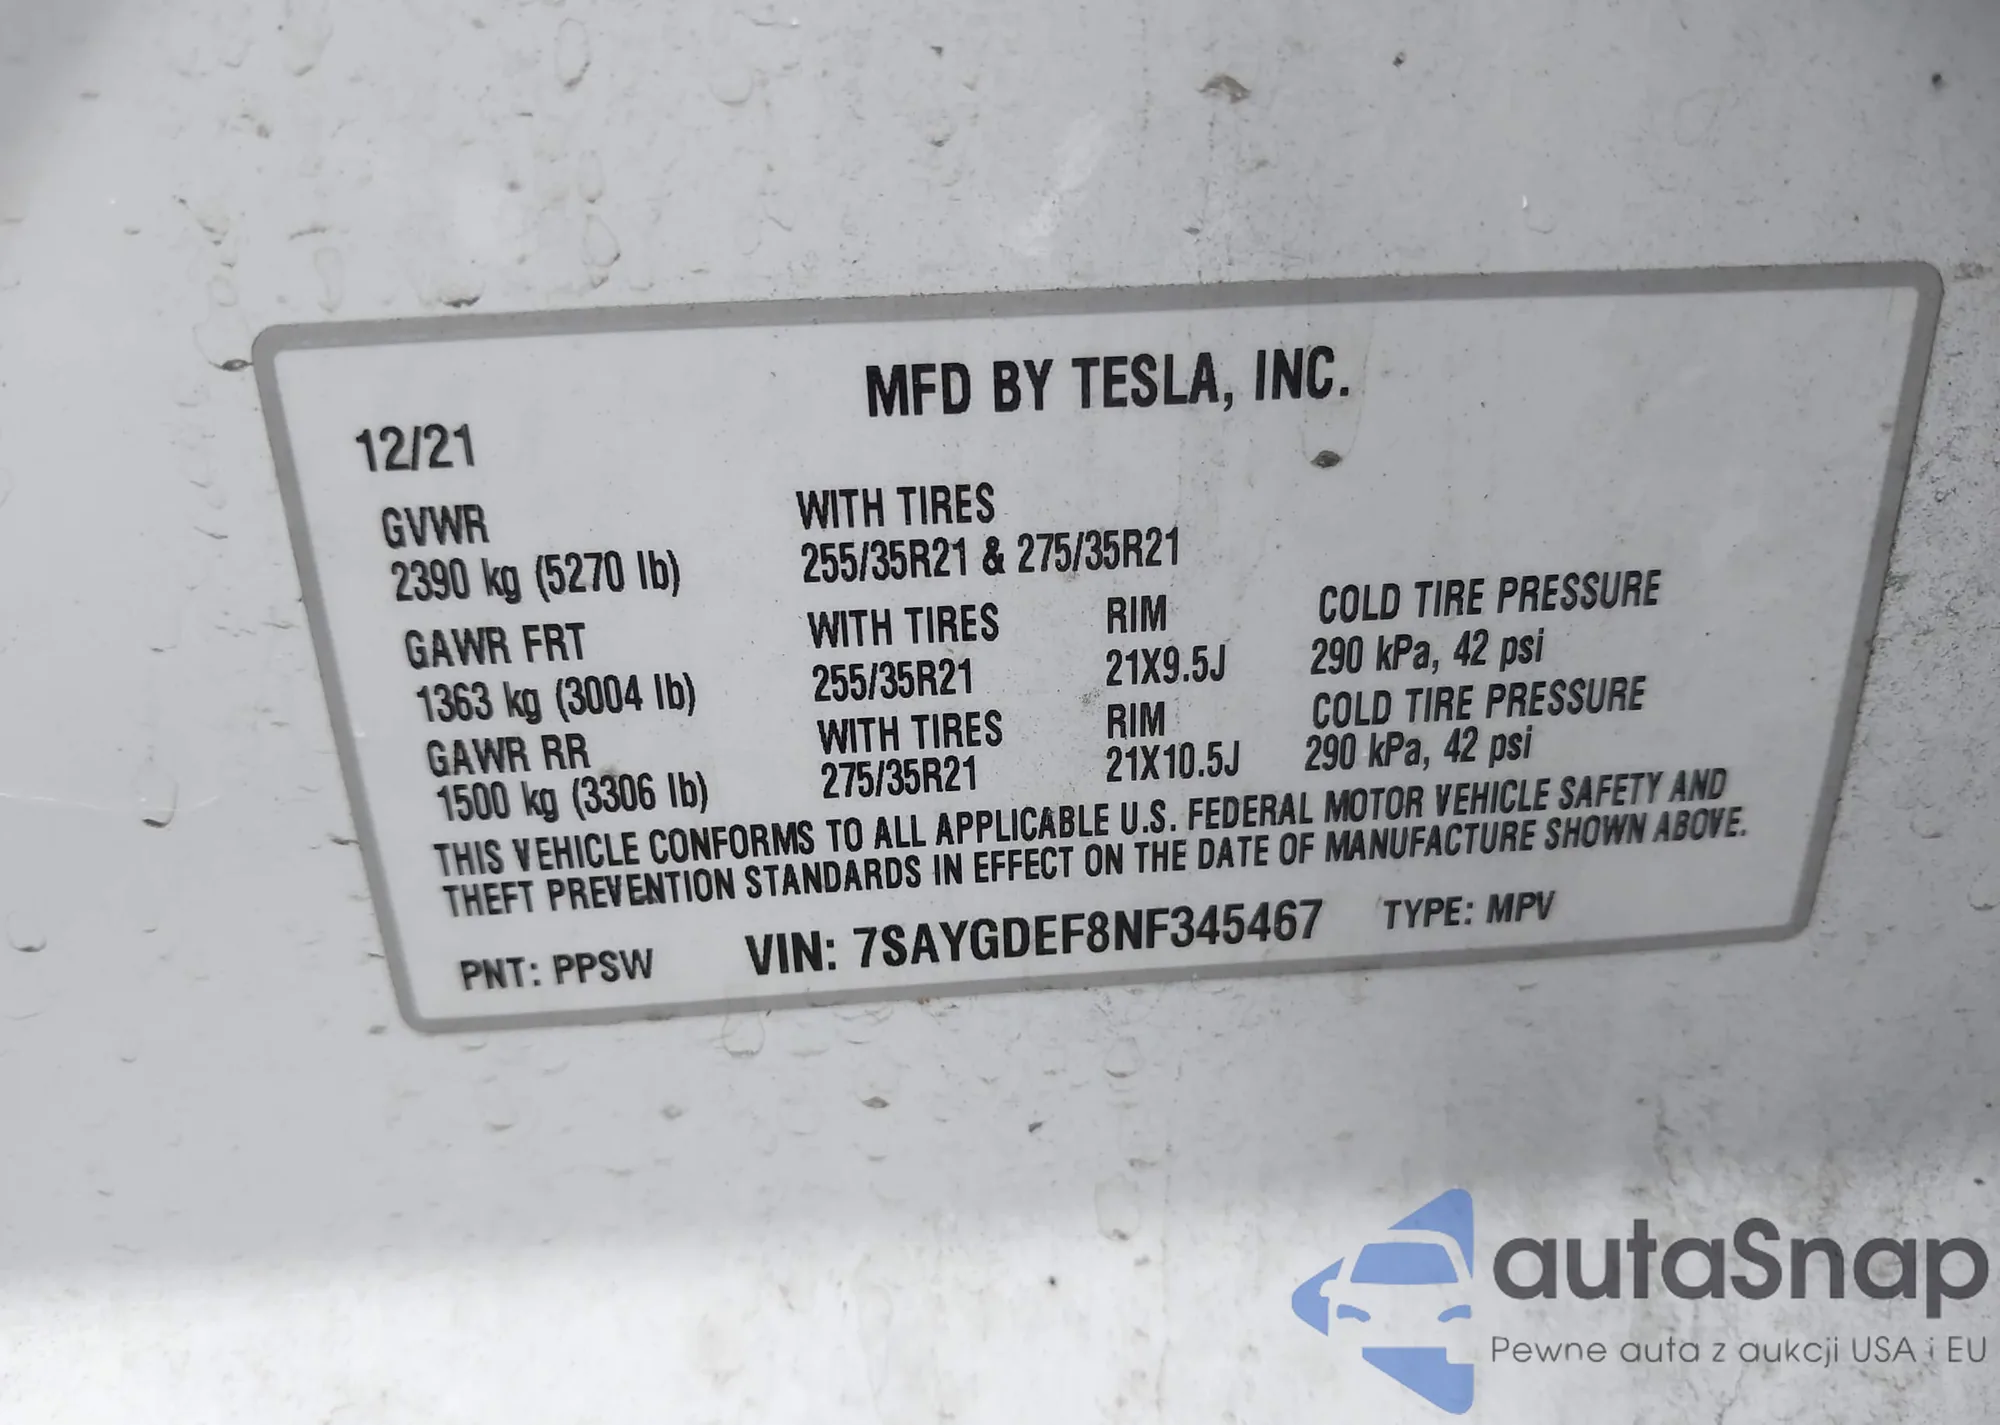 MFD BY TESLA, INC.
12/21
GVWR WITH TIRES
2390 kg (5270 lb) 255/35R21 & 275/35R21
GAWR FRT WITH TIRES RIM COLD TIRE PRESSURE
1363 kg (3004 lb) 255/35R21 21X9.5J 290 kPa, 42 psi
GAWR RR WITH TIRES RIM COLD TIRE PRESSURE
1500 kg (3306 lb) 275/35R21 21X10.5J 290 kPa, 42 psi
THIS VEHICLE CONFORMS TO ALL APPLICABLE U.S. FEDERAL MOTOR VEHICLE SAFETY AND
THEFT PREVENTION STANDARDS IN EFFECT ON THE DATE OF MANUFACTURE SHOWN ABOVE.
PNT: PPSW VIN: 7SAYGDEF8NF345467 TYPE: MPV
autaSnap
Pewne auta z aukcji USA i EU